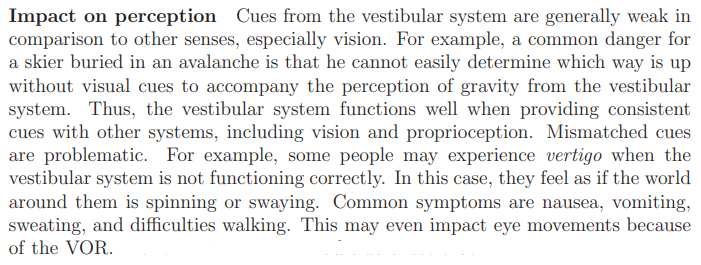 Impact on perception Cues from the vestibular system are generally weak in
comparison to other senses, especially vision. For example, a common danger for
a skier buried in an avalanche is that he cannot easily determine which way is up
without visual cues to accompany the perception of gravity from the vestibular
system. Thus, the vestibular system functions well when providing consistent
cues with other systems, including vision and proprioception. Mismatched cues
are problematic. For example, some people may experience vertigo when the
vestibular system is not functioning correctly. In this case, they feel as if the world
around them is spinning or swaying. Common symptoms are nausea, vomiting,
sweating, and difficulties walking. This may even impact eye movements because
of the VOR.